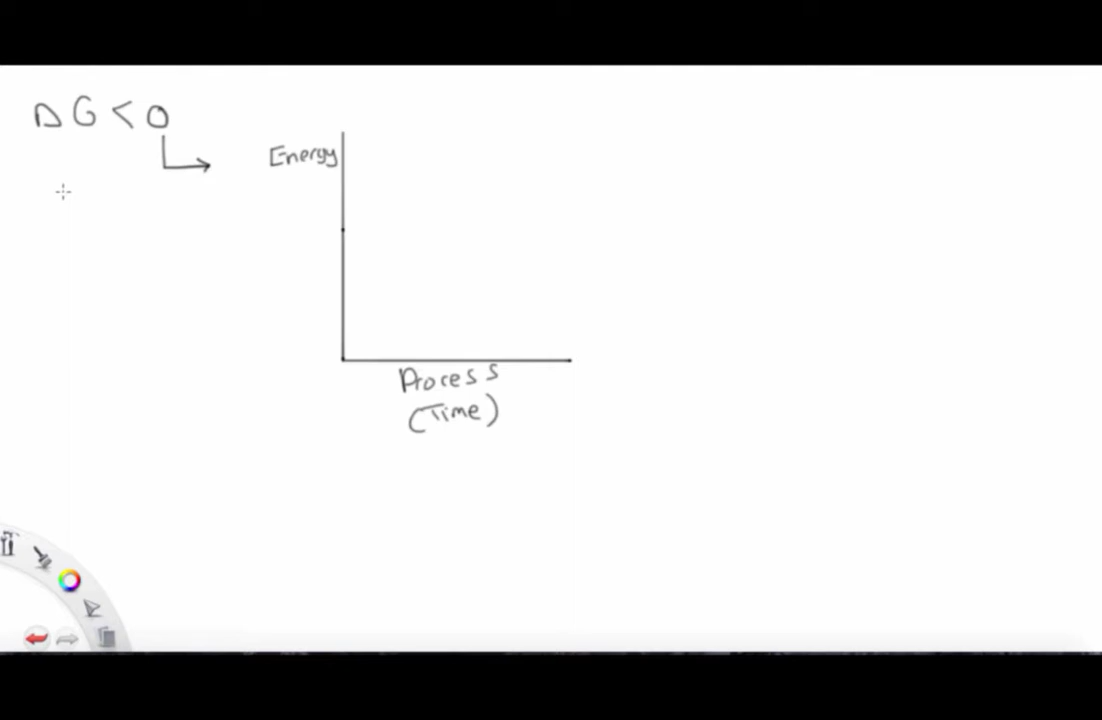 ΔG<0
Energy
Process
(Time)